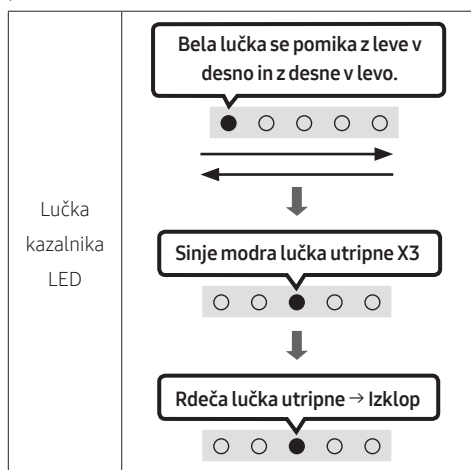 Bela lučka se pomika z leve v
desno in z desne v levo.
Lučka
kazalnika
LED
Sinje modra lučka utripne X3
Rdeča lučka utripne → Izklop